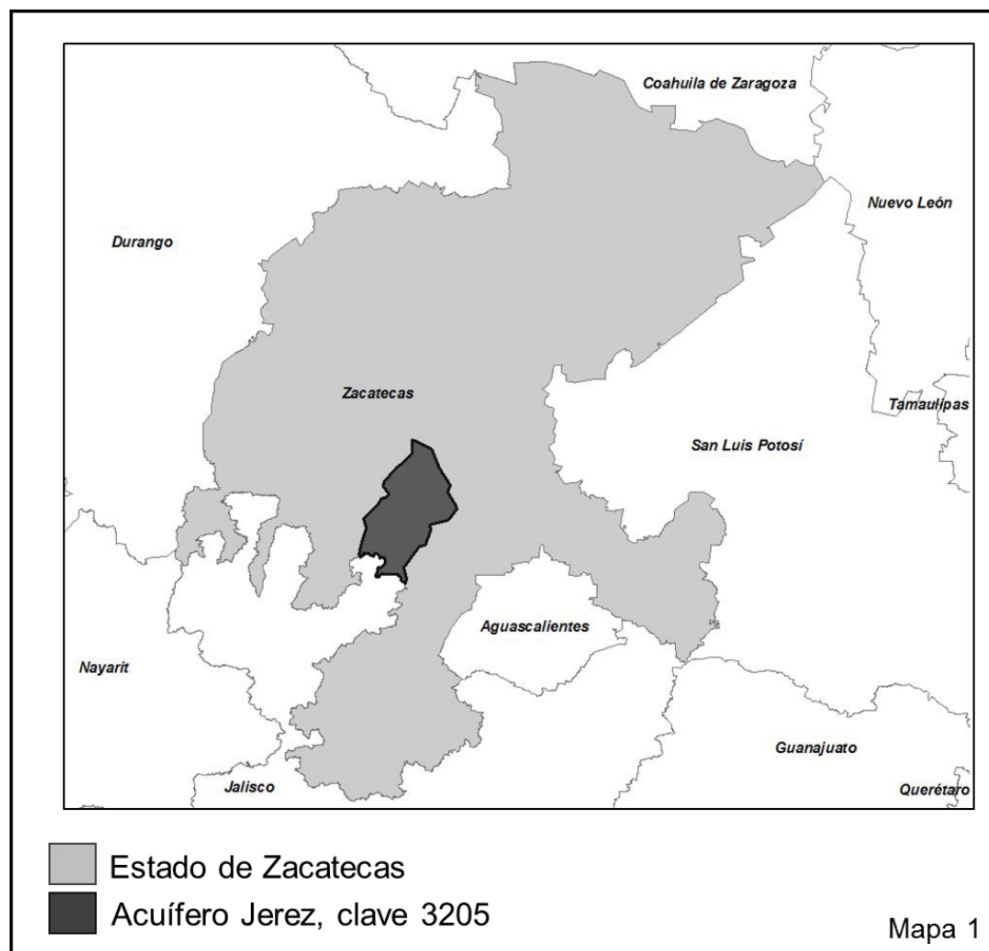 Coahuila de Zaragoza
Nuevo León
Durango
Zacatecas
Tamaulipas
San Luis Potosí
Aguascalientes
Nayarit
Guanajuato
Jalisco
Querétaro
Estado de Zacatecas
Acuífero Jerez, clave 3205
Mapa 1